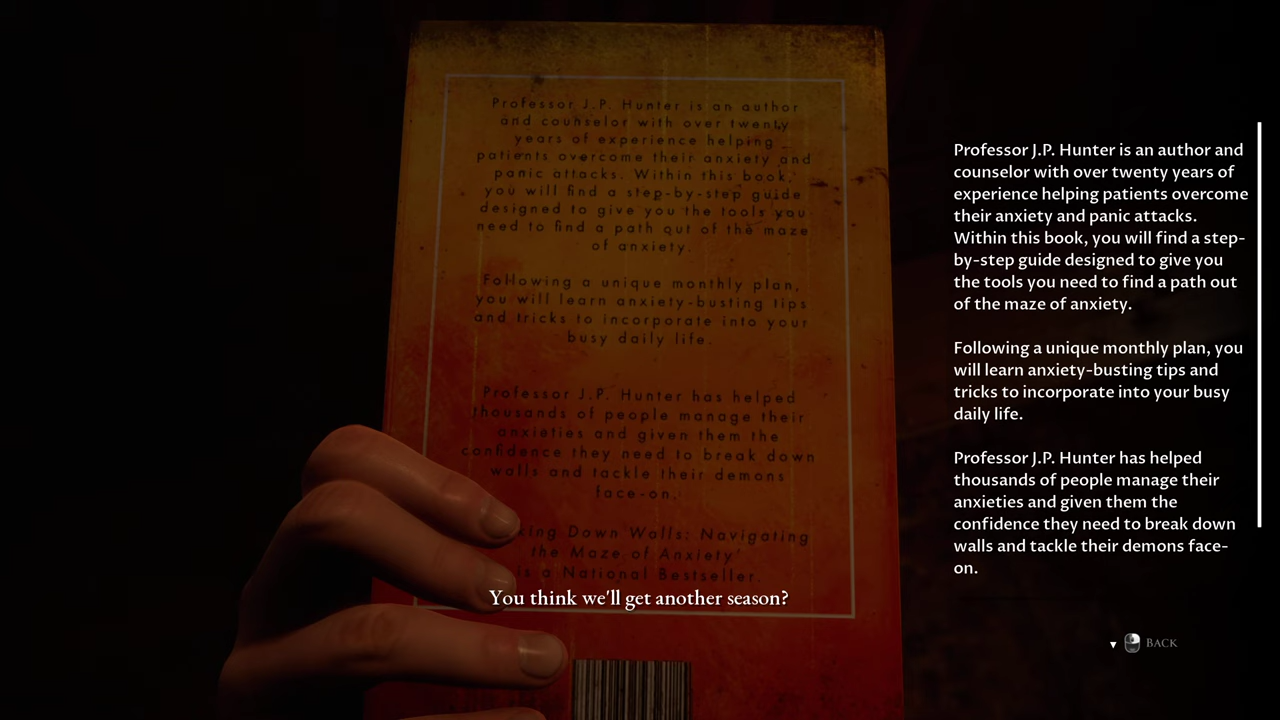 Professor J.P. Hunter is an author
and counselor with over twenty
years of experience helping
patients overcome their anxiety and
panic attacks. Within this book,
you will find a step-by-step guide
designed to give you the tools you
need to find a path out of the maze
of anxiety.
Following a unique monthly plan,
you will learn anxiety-busting tips
and tricks to incorporate into your
busy daily life.
Professor J.P. Hunter has helped
thousands of people manage their
anxieties and given them the
confidence they need to break down
walls and tackle their demons
face-on.
king Down Walls: Navigating
the Maze of Anxiety'
is a National Bestseller.
You think we'll get another season?
Professor J.P. Hunter is an author and
counselor with over twenty years of
experience helping patients overcome
their anxiety and panic attacks.
Within this book, you will find a step-
by-step guide designed to give you
the tools you need to find a path out
of the maze of anxiety.
Following a unique monthly plan, you
will learn anxiety-busting tips and
tricks to incorporate into your busy
daily life.
Professor J.P. Hunter has helped
thousands of people manage their
anxieties and given them the
confidence they need to break down
walls and tackle their demons face-
on.
BACK